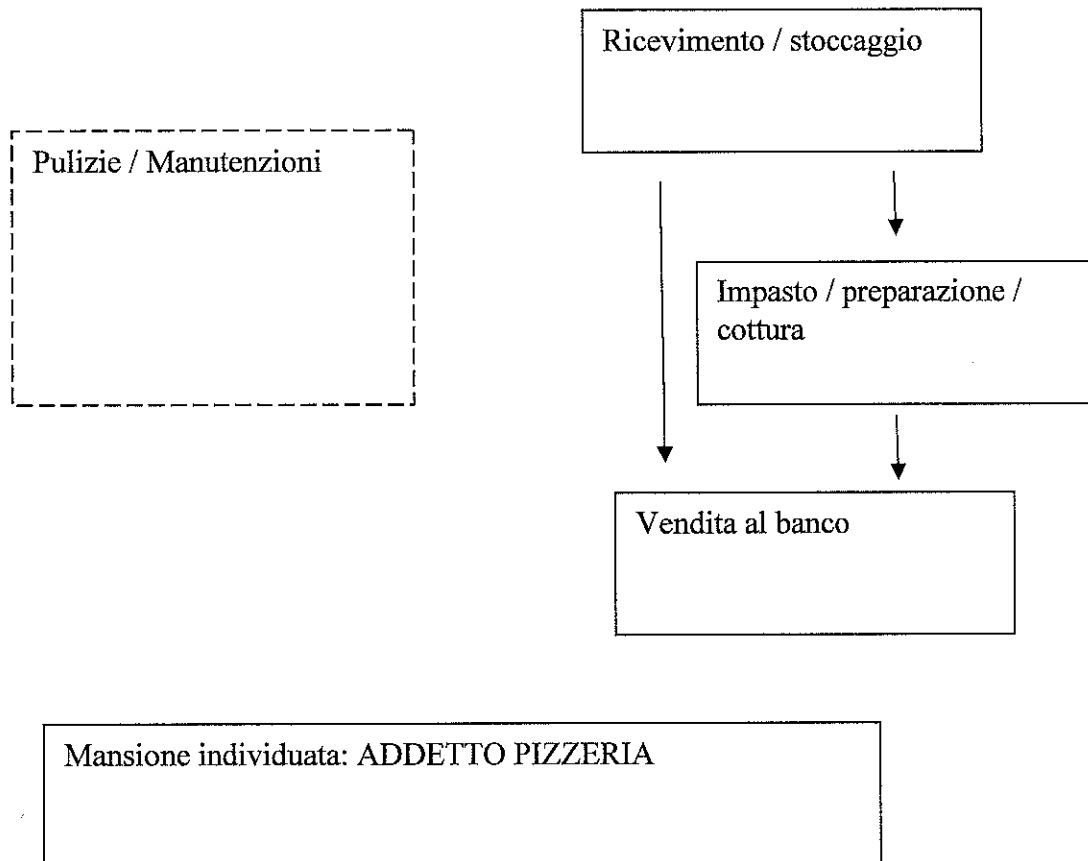 Ricevimento / stoccaggio
Pulizie / Manutenzioni
Impasto / preparazione /
cottura
Vendita al banco
Mansione individuata: ADDETTO PIZZERIA